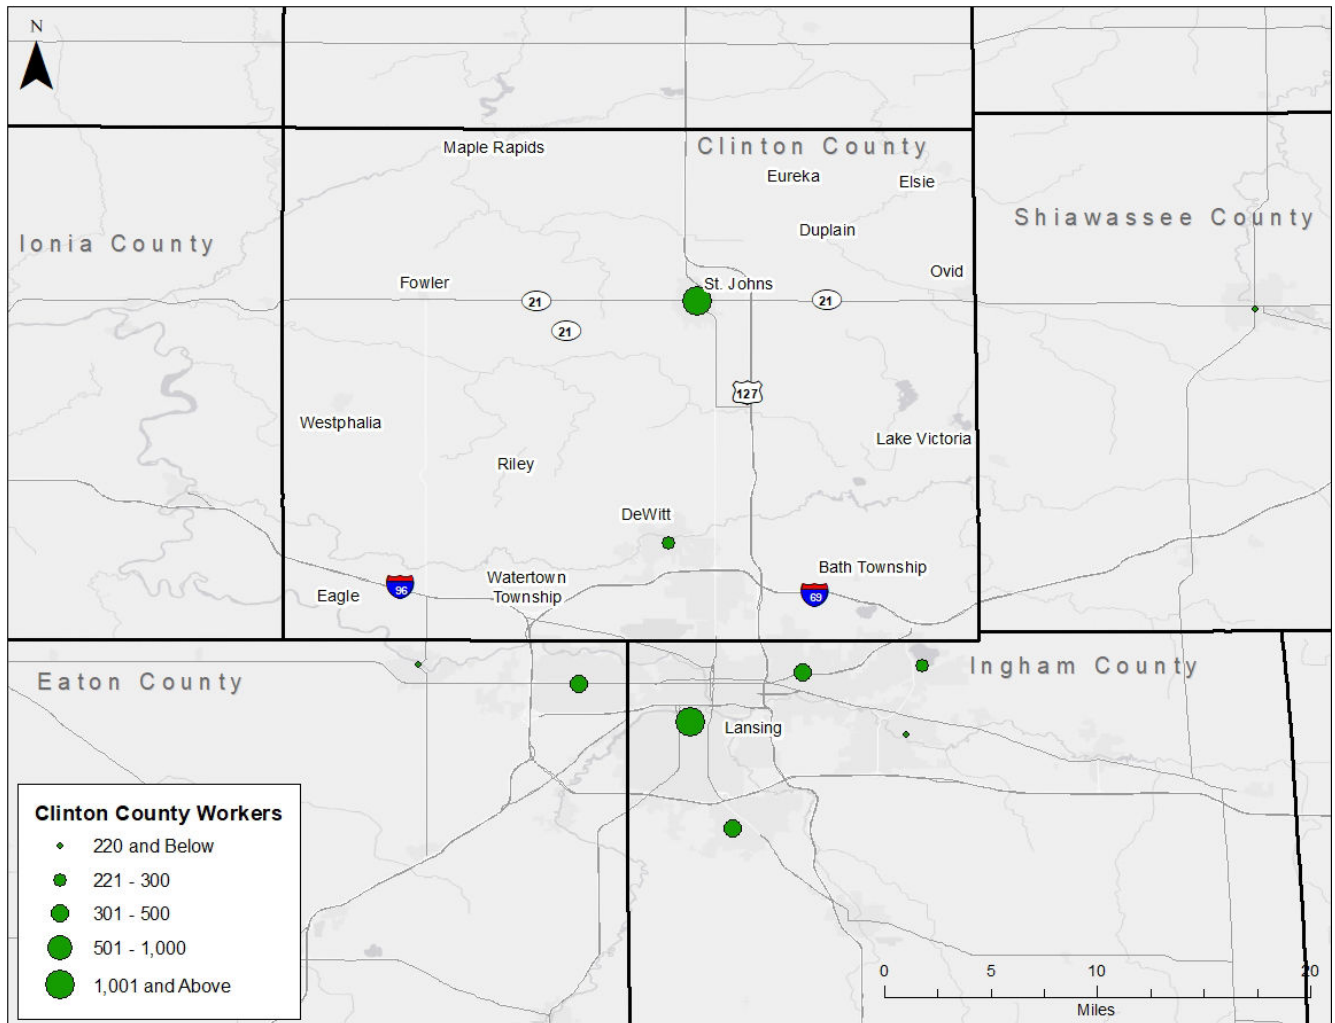 N
Maple Rapids
Clinton County
Eureka
Elsie
Ionia County
Shiawassee County
Duplain
Fowler
Ovid
St. Johns
21
21
21
127
Westphalia
Lake Victoria
Riley
DeWitt
Bath Township
Watertown
Township
Eagle
96
69
Eaton County
Ingham County
Lansing
Clinton County Workers
220 and Below
221 - 300
301 - 500
501 - 1,000
1,001 and Above
0 5 10 20
Miles